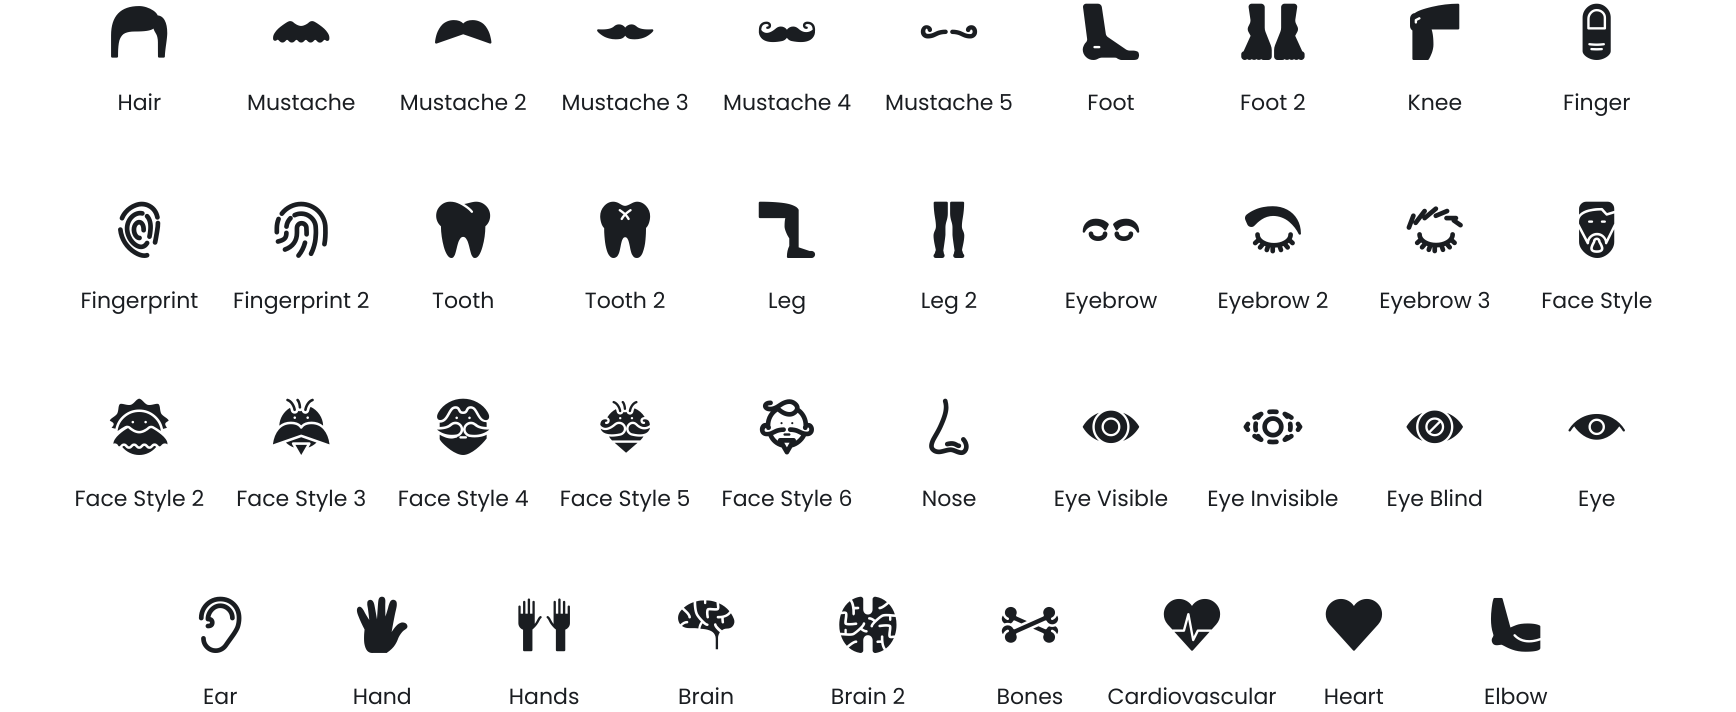 Hair Mustache Mustache 2 Mustache 3 Mustache 4 Mustache 5 Foot Foot 2 Knee Finger
Fingerprint Fingerprint 2 Tooth Tooth 2 Leg Leg 2 Eyebrow Eyebrow 2 Eyebrow 3 Face Style
Face Style 2 Face Style 3 Face Style 4 Face Style 5 Face Style 6 Nose Eye Visible Eye Invisible Eye Blind Eye
Ear Hand Hands Brain Brain 2 Bones Cardiovascular Heart Elbow